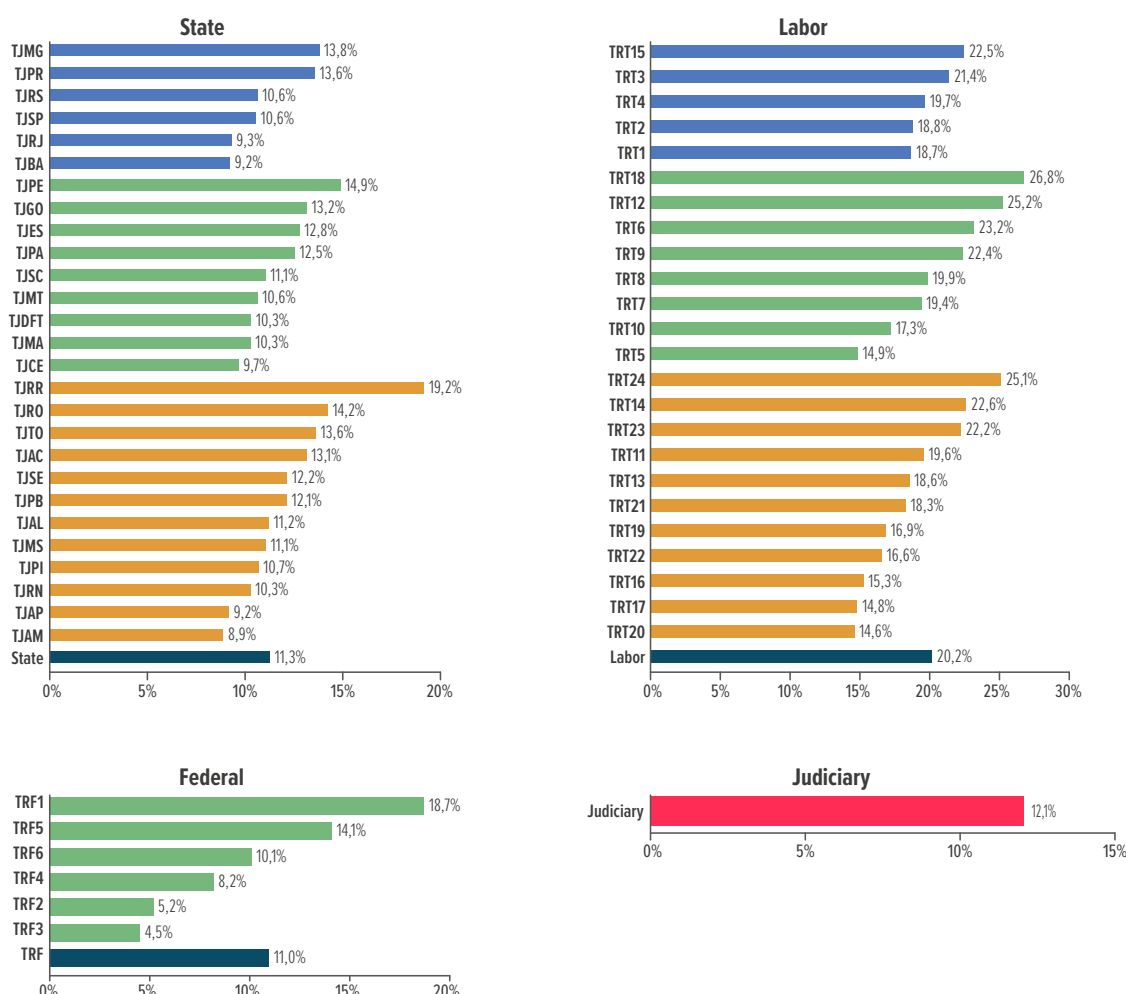 State
TJMG 13,8%
TJPR 13,6%
TJRS 10,6%
TJSP 10,6%
TJRJ 9,3%
TJBA 9,2%
TJPE 14,9%
TJGO 13,2%
TJES 12,8%
TJPA 12,5%
TJSC 11,1%
TJMT 10,6%
TJDFT 10,3%
TJMA 10,3%
TJCE 9,7%
TJRR 19,2%
TJRO 14,2%
TJTO 13,6%
TJAC 13,1%
TJSE 12,2%
TJPB 12,1%
TJAL 11,2%
TJMS 11,1%
TJPI 10,7%
TJRN 10,3%
TJAP 9,2%
TJAM 8,9%
State 11,3%
0% 5% 10% 15% 20%
Labor
TRT15 22,5%
TRT3 21,4%
TRT4 19,7%
TRT2 18,8%
TRT1 18,7%
TRT18 26,8%
TRT12 25,2%
TRT6 23,2%
TRT9 22,4%
TRT8 19,9%
TRT7 19,4%
TRT10 17,3%
TRT5 14,9%
TRT24 25,1%
TRT14 22,6%
TRT23 22,2%
TRT11 19,6%
TRT13 18,6%
TRT21 18,3%
TRT19 16,9%
TRT22 16,6%
TRT16 15,3%
TRT17 14,8%
TRT20 14,6%
Labor 20,2%
0% 5% 10% 15% 20% 25% 30%
Federal
TRF1 18,7%
TRF5 14,1%
TRF6 10,1%
TRF4 8,2%
TRF2 5,2%
TRF3 4,5%
TRF 11,0%
0% 5% 10% 15% 20%
Judiciary
Judiciary 12,1%
0% 5% 10% 15%